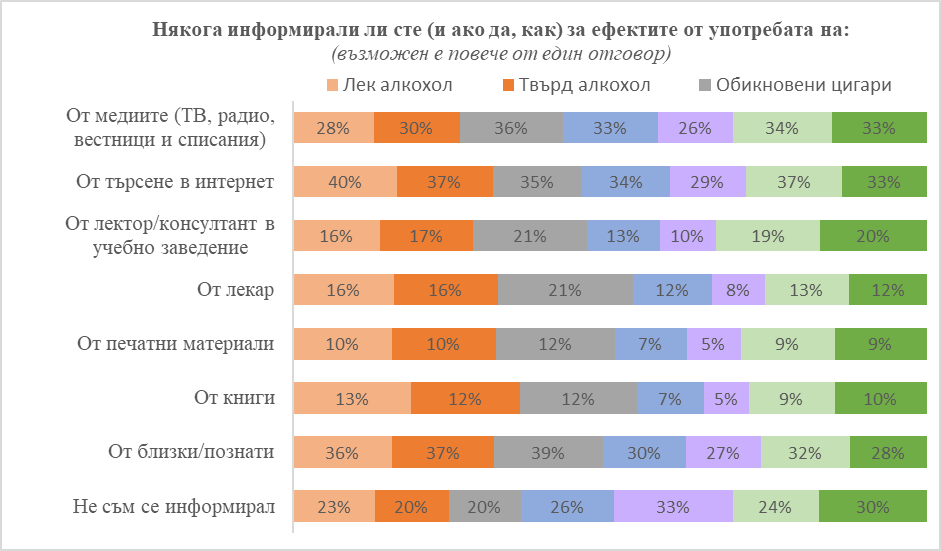 Някога информирали ли сте (и ако да, как) за ефектите от употребата на:
(възможен е повече от един отговор)
Лек алкохол Твърд алкохол Обикновени цигари
От медиите (ТВ, радио,
вестници и списания)
28% 30% 36% 33% 26% 34% 33%
От търсене в интернет
40% 37% 35% 34% 29% 37% 33%
От лектор/консултант в
учебно заведение
16% 17% 21% 13% 10% 19% 20%
От лекар
16% 16% 21% 12% 8% 13% 12%
От печатни материали
10% 10% 12% 7% 5% 9% 9%
От книги
13% 12% 12% 7% 5% 9% 10%
От близки/познати
36% 37% 39% 30% 27% 32% 28%
Не съм се информирал
23% 20% 20% 26% 33% 24% 30%